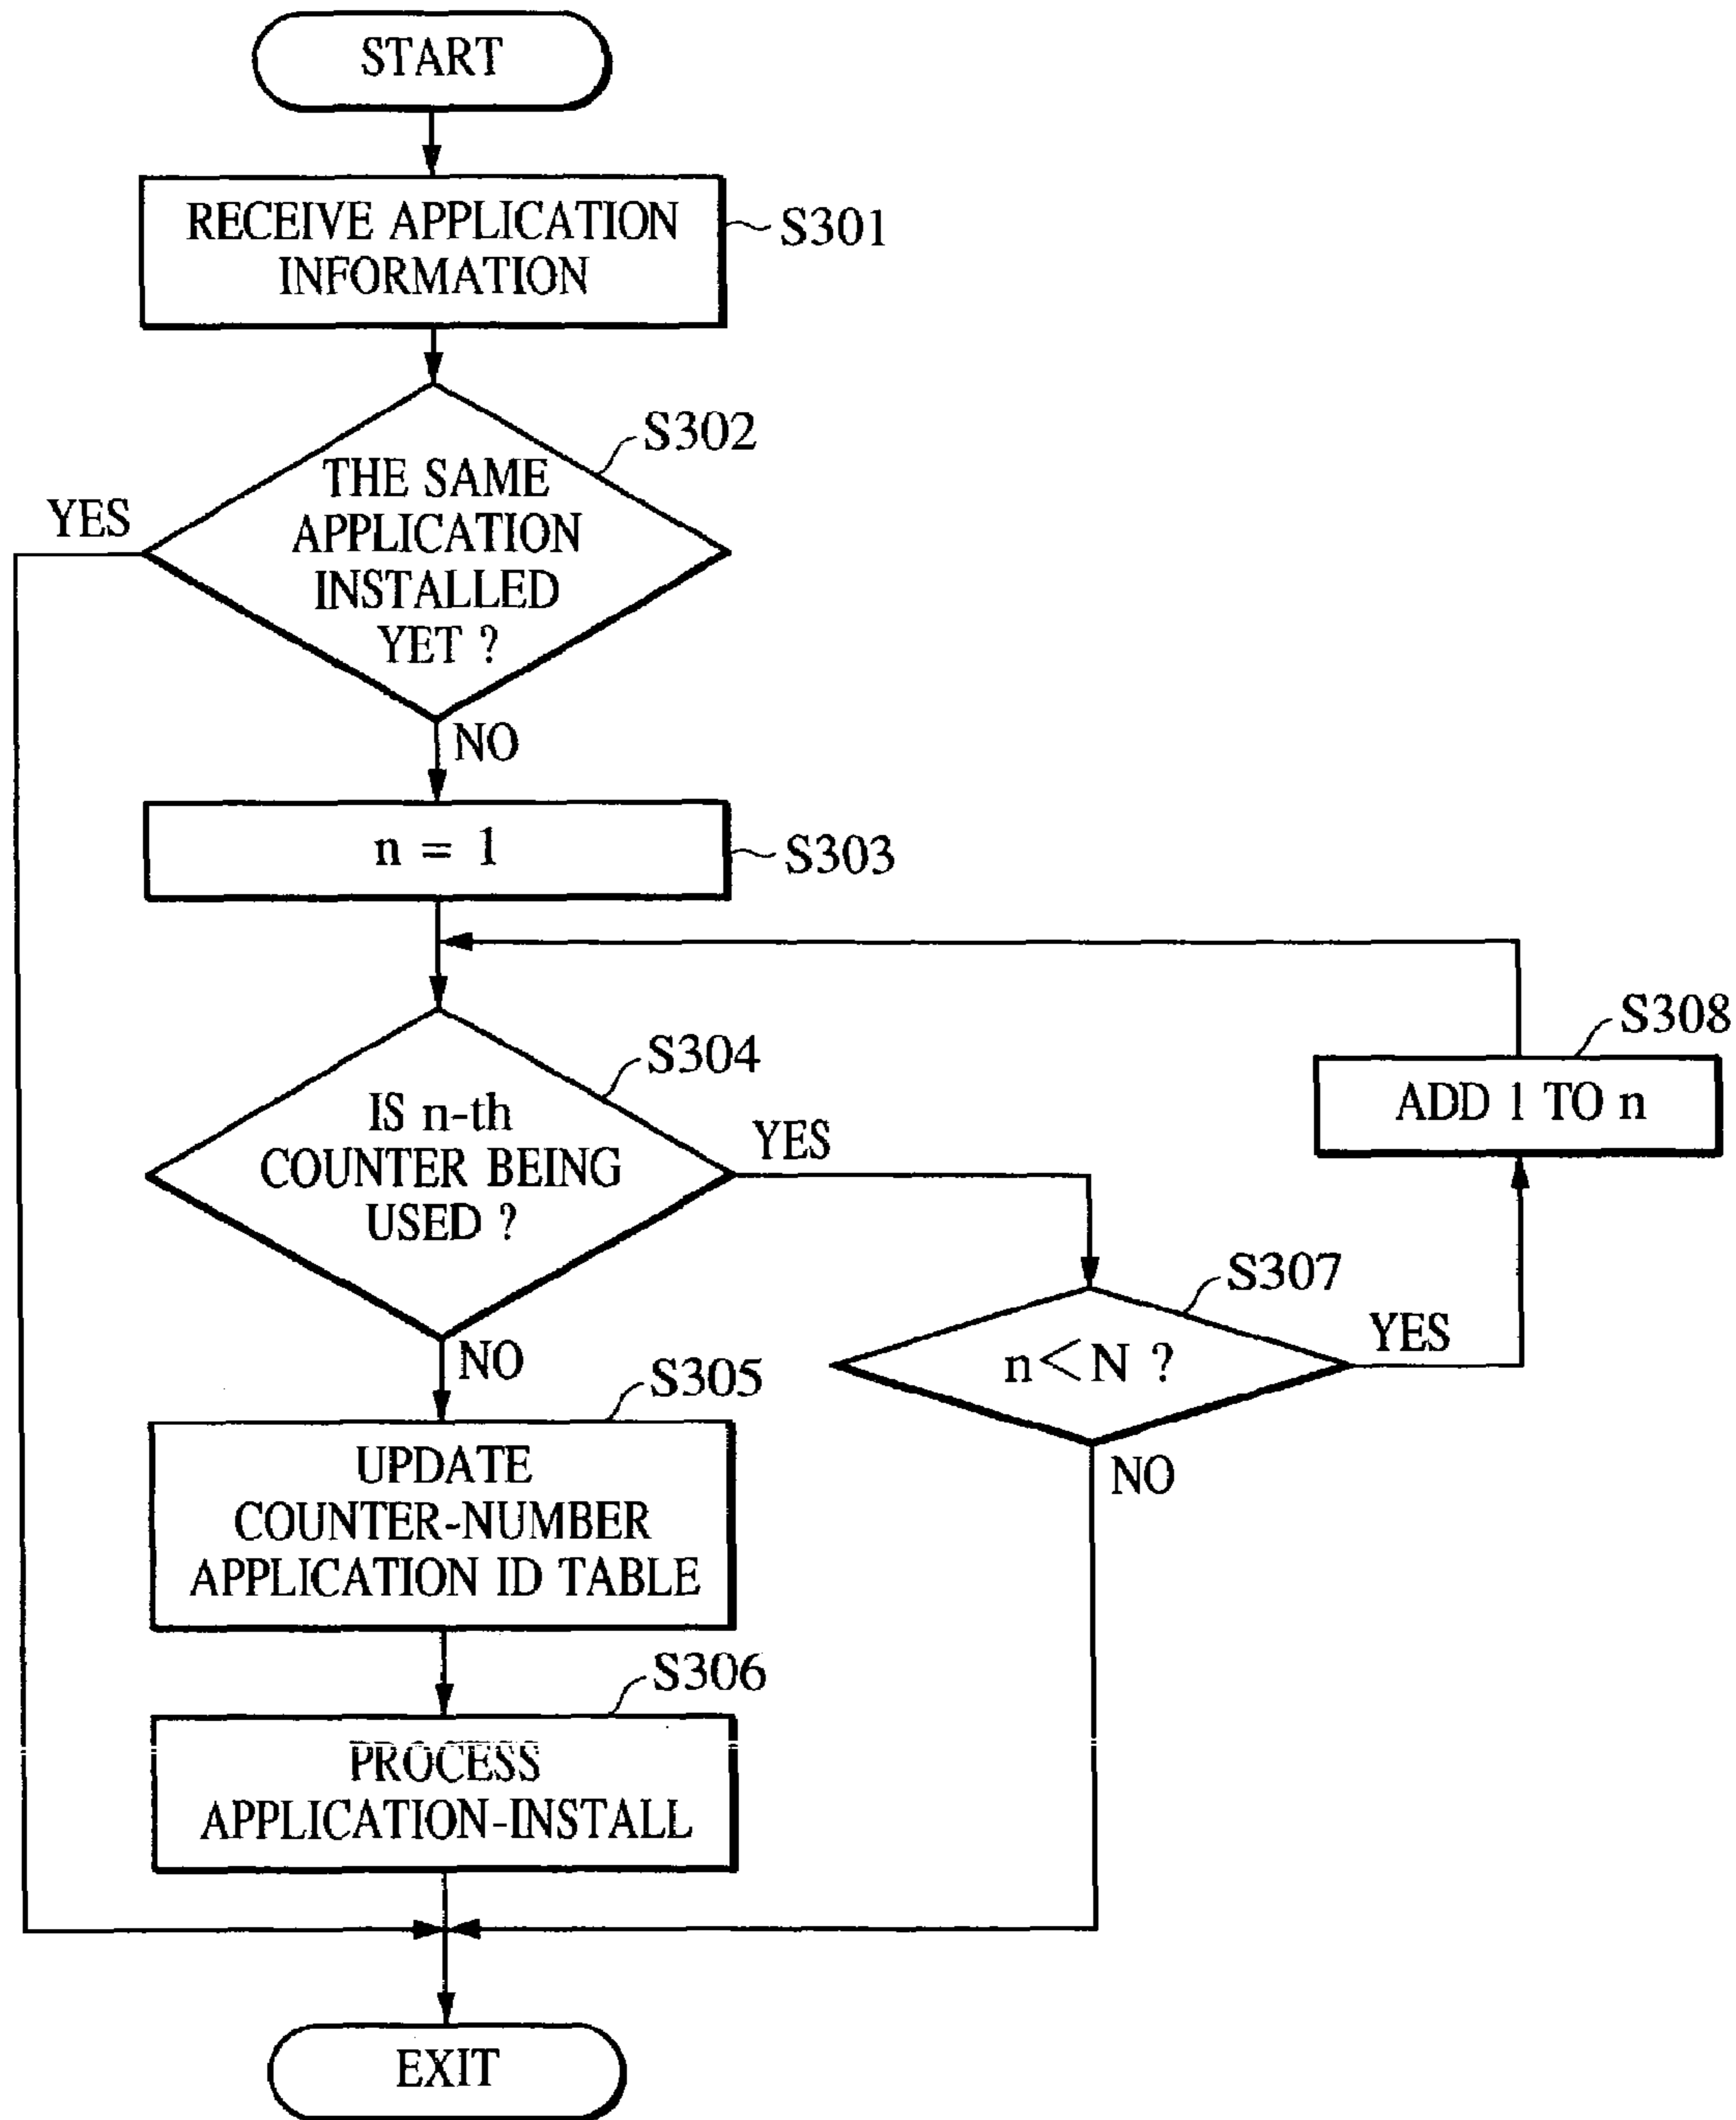 START
RECEIVE APPLICATION
INFORMATION
S301
S302
THE SAME
APPLICATION
INSTALLED
YET ?
YES
NO
n = 1
S303
S304
IS n-th
COUNTER BEING
USED ?
YES
S308
ADD 1 TO n
S307
n<N ?
YES
NO
NO
S305
UPDATE
COUNTER-NUMBER
APPLICATION ID TABLE
S306
PROCESS
APPLICATION-INSTALL
EXIT